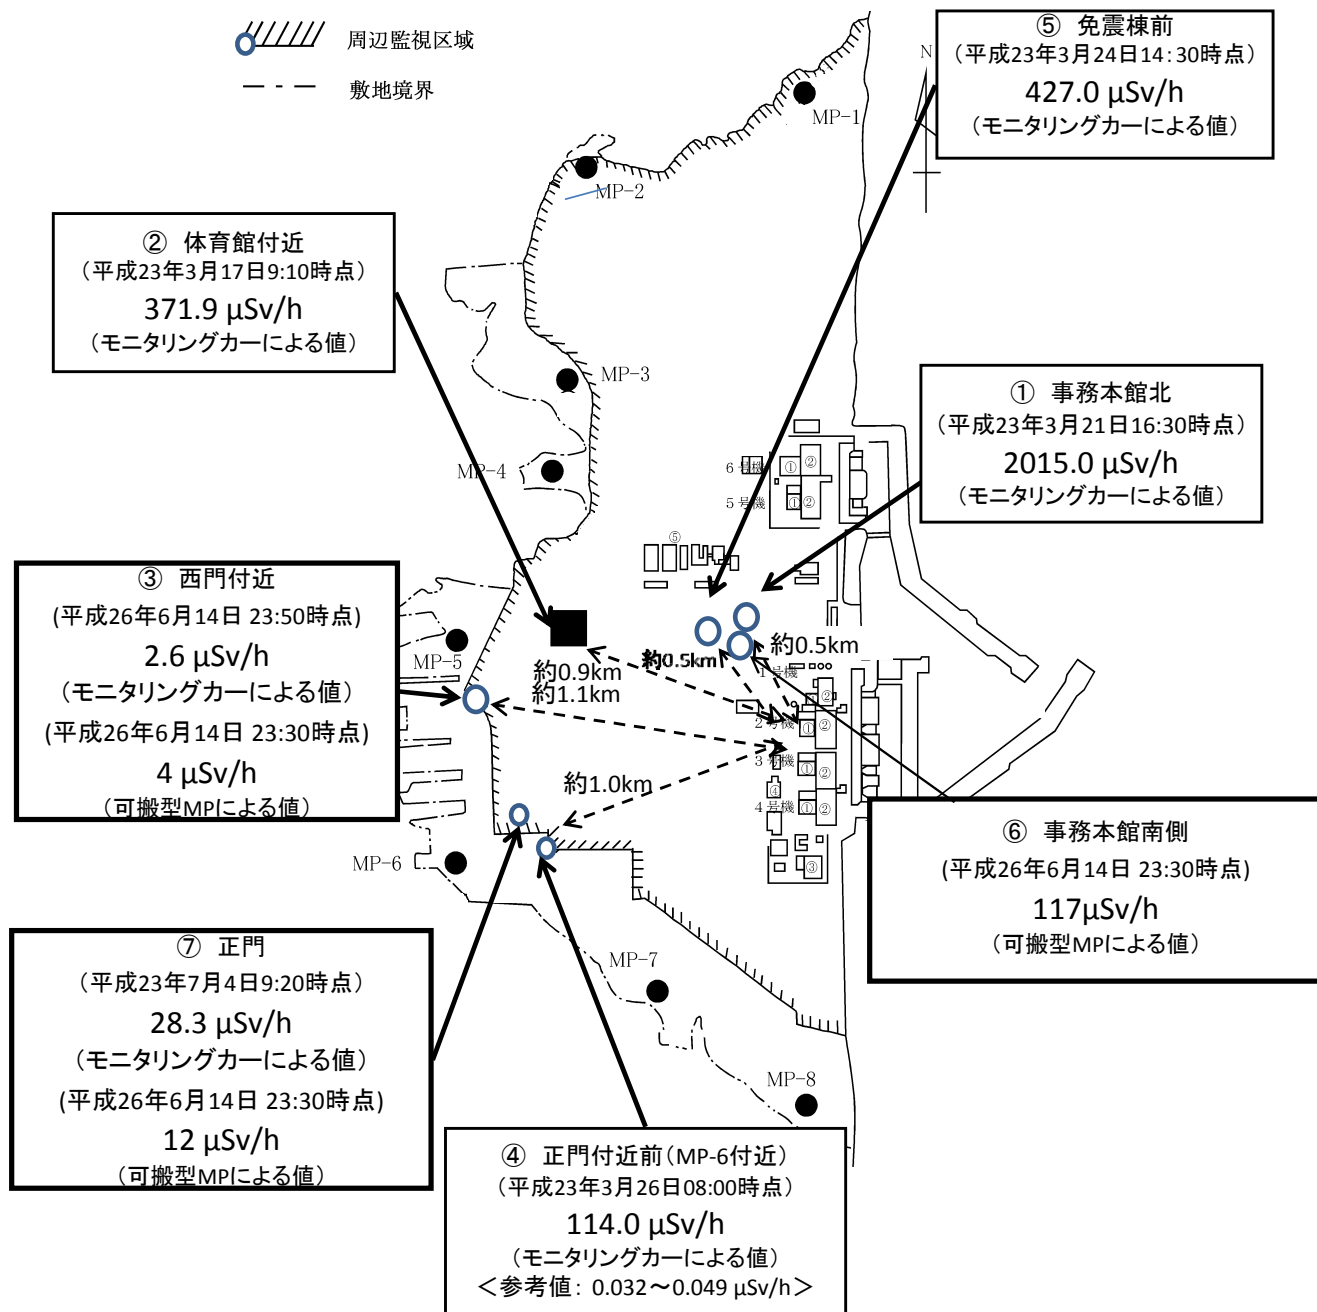 周辺監視区域
敷地境界
⑤ 免震棟前
（平成23年3月24日14:30時点）
427.0 μSv/h
（モニタリングカーによる値）
N
MP-1
MP-2
② 体育館付近
（平成23年3月17日9:10時点）
371.9 μSv/h
（モニタリングカーによる値）
MP-3
MP-4
① 事務本館北
（平成23年3月21日16:30時点）
2015.0 μSv/h
（モニタリングカーによる値）
6号機
① ②
5号機
① ②
⑤
③ 西門付近
(平成26年6月14日 23:50時点)
2.6 μSv/h
（モニタリングカーによる値）
(平成26年6月14日 23:30時点)
4 μSv/h
（可搬型MPによる値）
MP-5
約0.9km
約1.1km
約0.5km
約0.5km
1号機
②
2号機
① ②
3号機
① ②
④
4号機
① ②
③
約1.0km
MP-6
⑥ 事務本館南側
(平成26年6月14日 23:30時点)
117μSv/h
（可搬型MPによる値）
⑦ 正門
（平成23年7月4日9:20時点）
28.3 μSv/h
（モニタリングカーによる値）
(平成26年6月14日 23:30時点)
12 μSv/h
（可搬型MPによる値）
MP-7
MP-8
④ 正門付近前（MP-6付近）
（平成23年3月26日08:00時点）
114.0 μSv/h
（モニタリングカーによる値）
＜参考値: 0.032～0.049 μSv/h＞